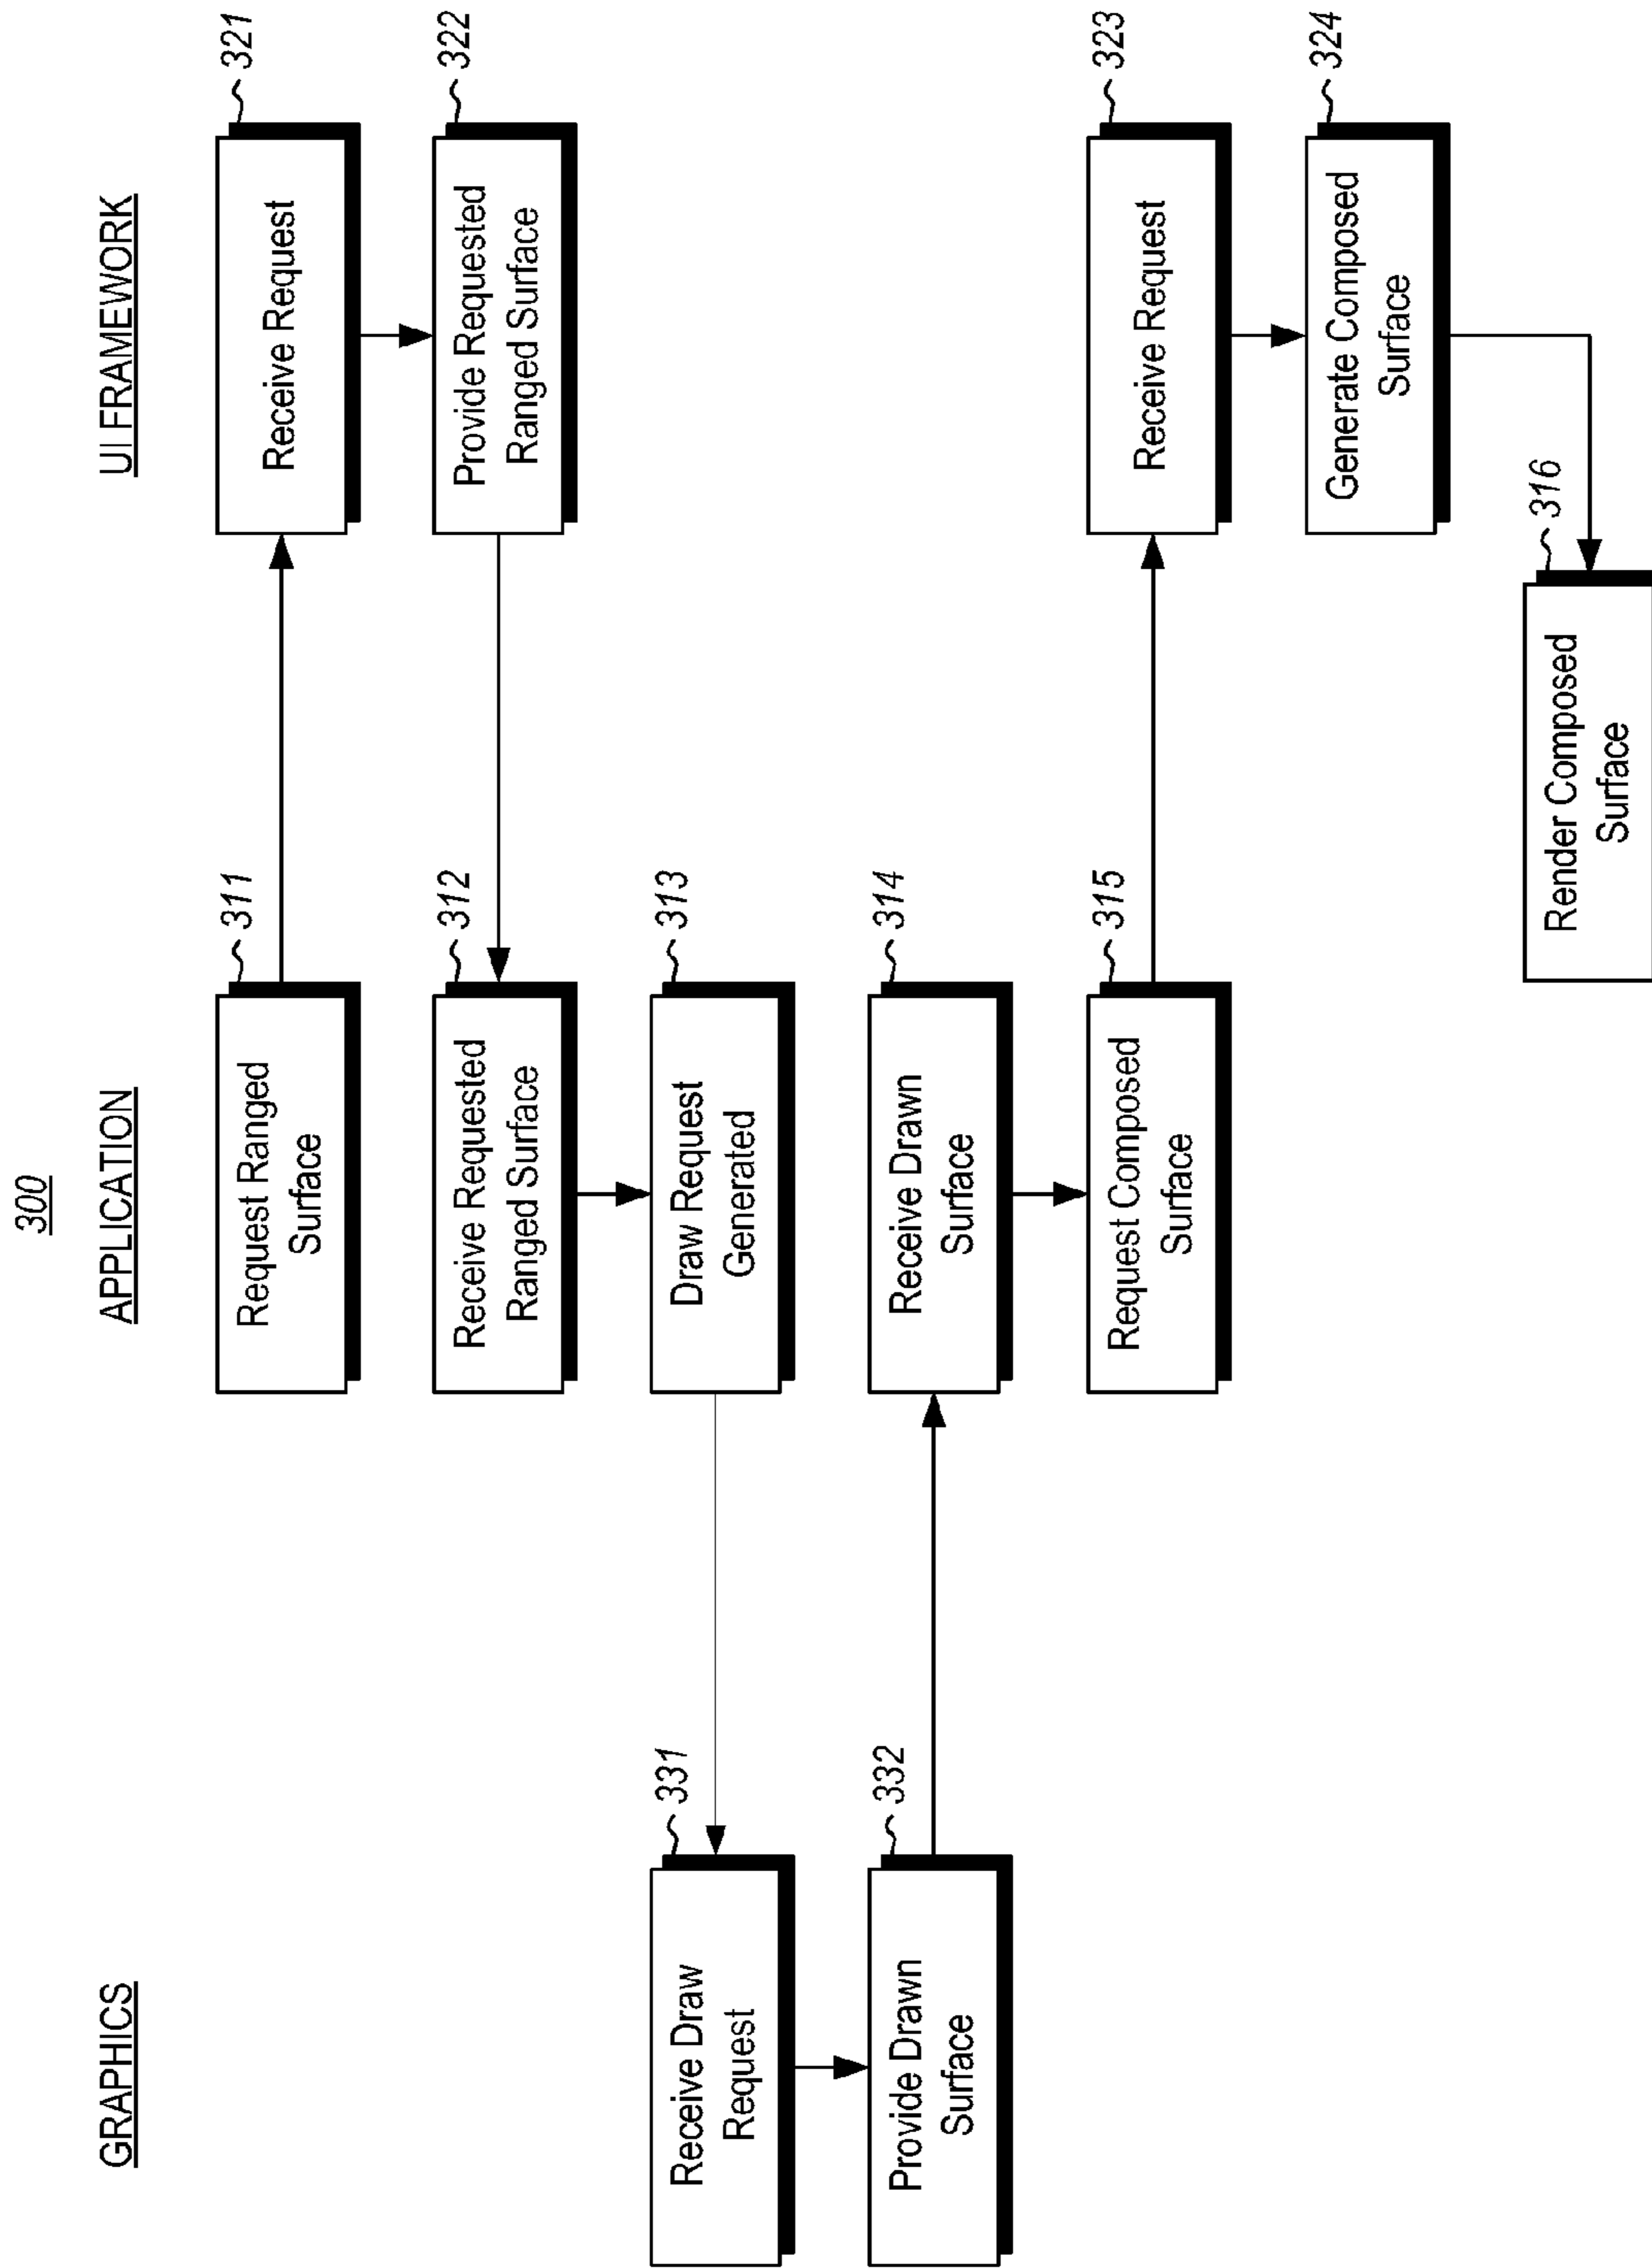 300
GRAPHICS
APPLICATION
UI FRAMEWORK
311
Request Ranged
Surface
321
Receive Request
312
Receive Requested
Ranged Surface
322
Provide Requested
Ranged Surface
331
Receive Draw
Request
313
Draw Request
Generated
332
Provide Drawn
Surface
314
Receive Drawn
Surface
315
Request Composed
Surface
323
Receive Request
324
Generate Composed
Surface
316
Render Composed
Surface